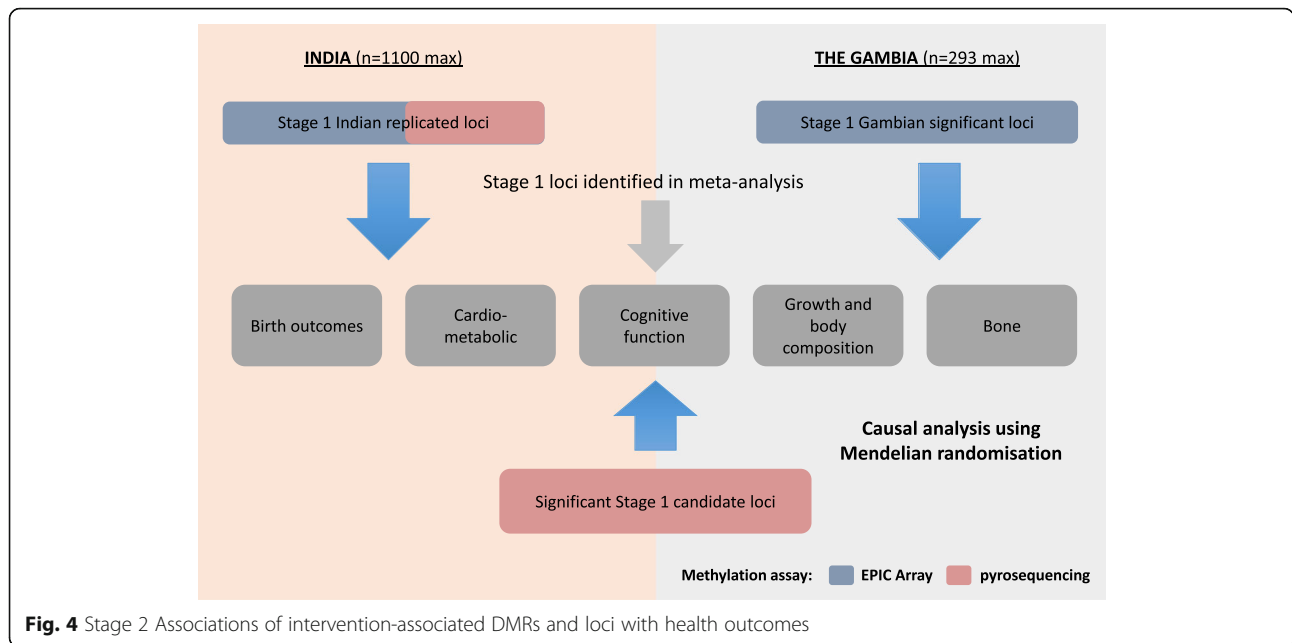 INDIA (n=1100 max)
THE GAMBIA (n=293 max)
Stage 1 Indian replicated loci
Stage 1 Gambian significant loci
Stage 1 loci identified in meta-analysis
Birth outcomes
Cardio-
metabolic
Cognitive
function
Growth and
body
composition
Bone
Causal analysis using
Mendelian randomisation
Significant Stage 1 candidate loci
Methylation assay: EPIC Array pyrosequencing
Fig. 4 Stage 2 Associations of intervention-associated DMRs and loci with health outcomes